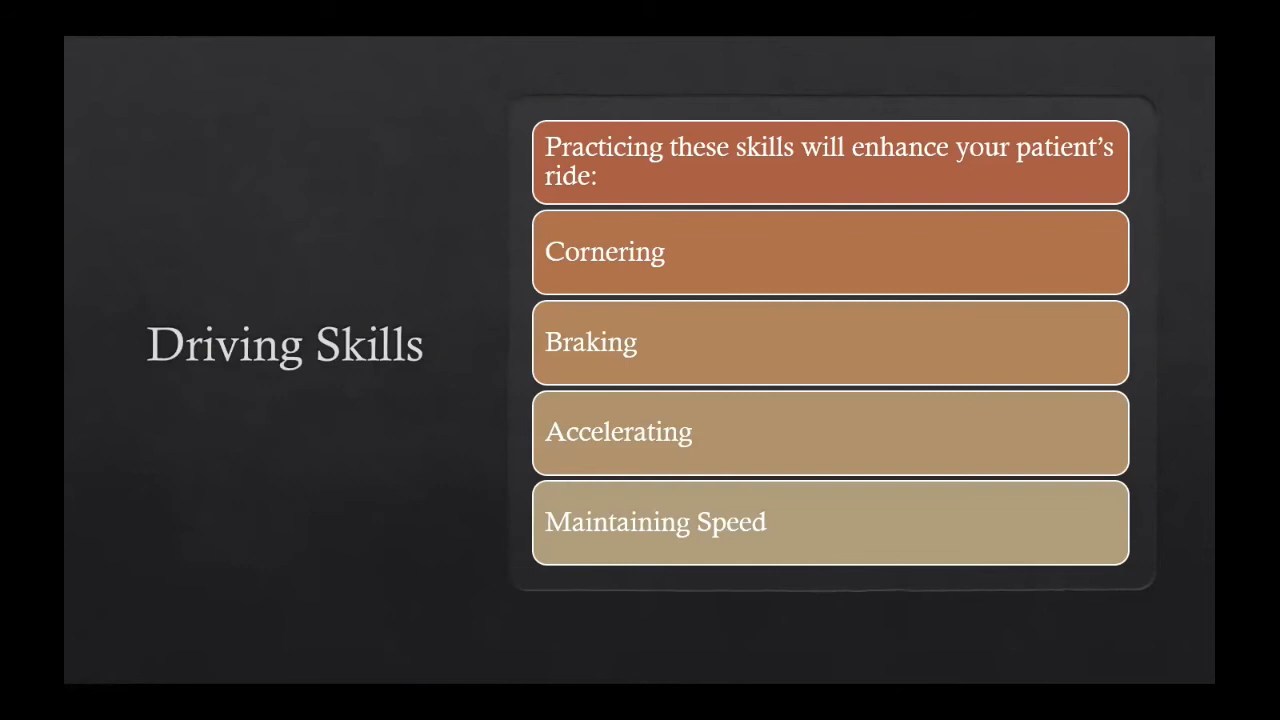 Driving Skills
Practicing these skills will enhance your patient’s
ride:
Cornering
Braking
Accelerating
Maintaining Speed